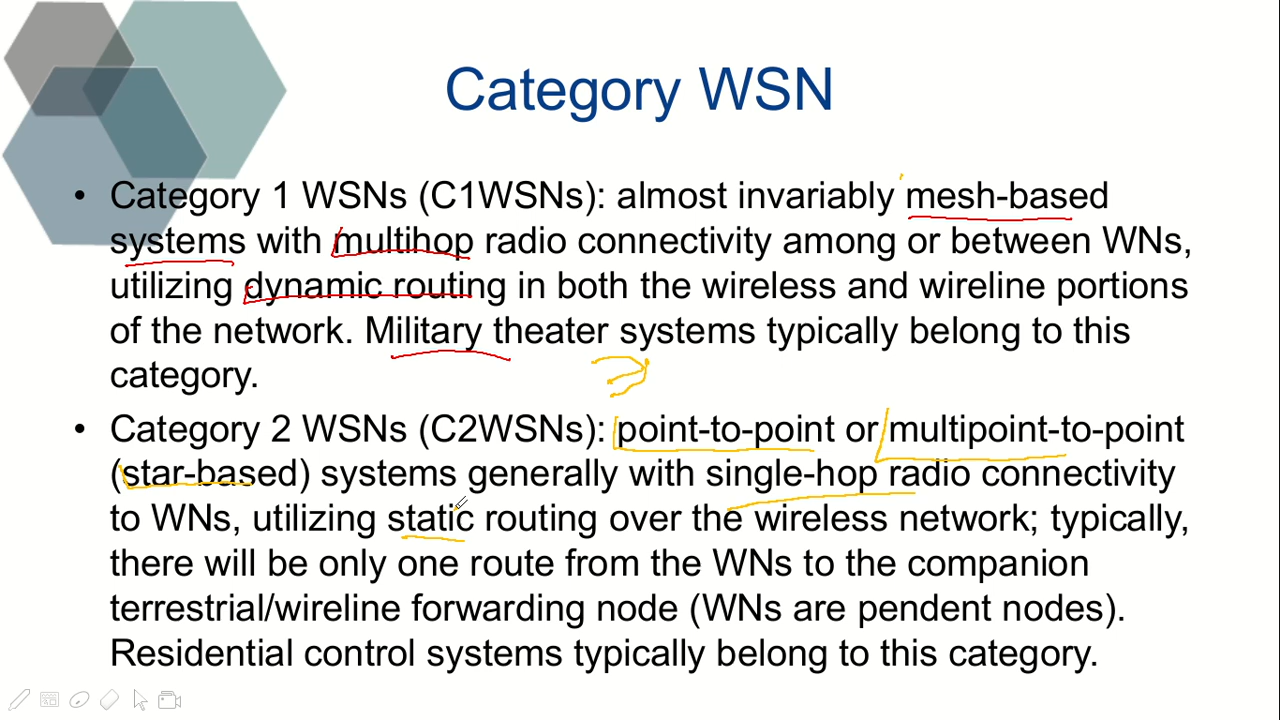 Category WSN
• Category 1 WSNs (C1WSNs): almost invariably mesh-based
systems with multihop radio connectivity among or between WNs,
utilizing dynamic routing in both the wireless and wireline portions
of the network. Military theater systems typically belong to this
category.
• Category 2 WSNs (C2WSNs): point-to-point or multipoint-to-point
(star-based) systems generally with single-hop radio connectivity
to WNs, utilizing static routing over the wireless network; typically,
there will be only one route from the WNs to the companion
terrestrial/wireline forwarding node (WNs are pendent nodes).
Residential control systems typically belong to this category.